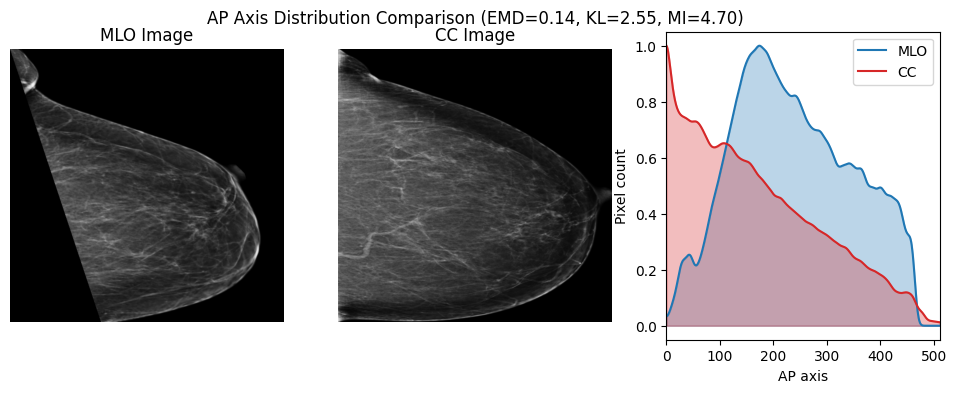 AP Axis Distribution Comparison (EMD=0.14, KL=2.55, MI=4.70)
MLO Image
CC Image
MLO
CC
1.0
0.8
0.6
0.4
0.2
0.0
Pixel count
0 100 200 300 400 500
AP axis